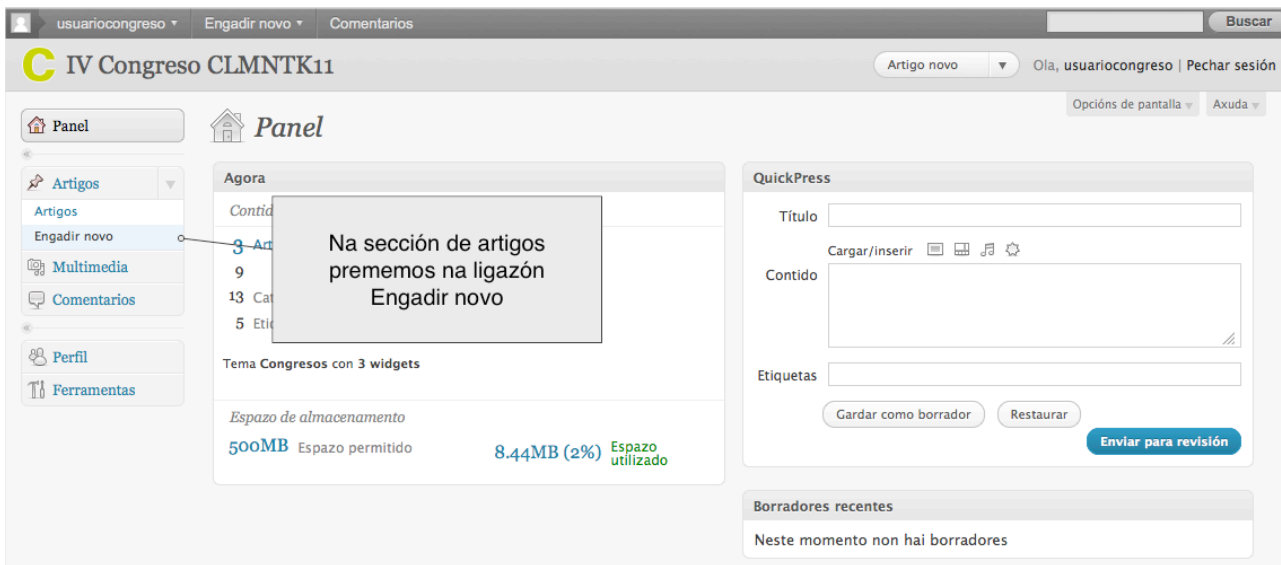 usuariocongreso Engadir novo Comentarios Buscar
C IV Congreso CLMNTK11 Artigo novo Ola, usuariocongreso | Pechar sesión
Opcións de pantalla Axuda
Panel
Panel
Artigos
Artigos
Engadir novo
Multimedia
Comentarios
Perfil
Ferramentas
Agora
3
9
13
5
Na sección de artigos
prememos na ligazón
Engadir novo
Tema Congresos con 3 widgets
Espazo de almacenamento
500MB Espazo permitido 8.44MB (2%) Espazo
utilizado
QuickPress
Título
Cargar/inserir
Contido
Etiquetas
Gardar como borrador Restaurar
Enviar para revisión
Borradores recentes
Neste momento non hai borradores